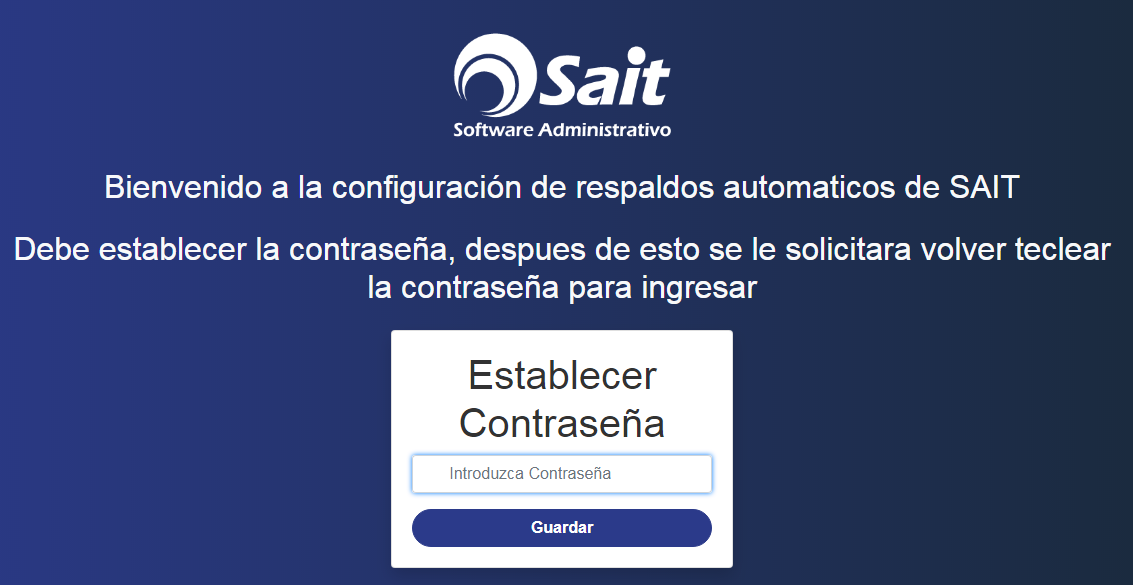 Sait
Software Administrativo
Bienvenido a la configuración de respaldos automaticos de SAIT
Debe establecer la contraseña, despues de esto se le solicitara volver teclear
la contraseña para ingresar
Establecer
Contraseña
Introduzca Contraseña
Guardar